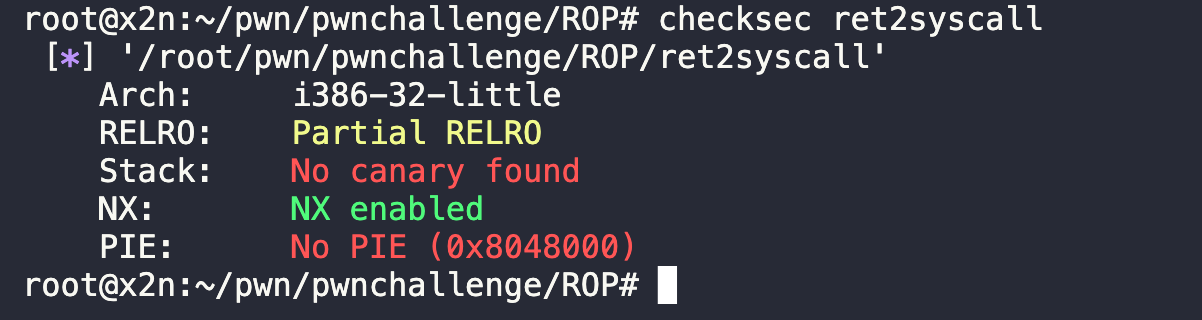 root@x2n:~/pwn/pwnchallenge/ROP# checksec ret2syscall
[*] '/root/pwn/pwnchallenge/ROP/ret2syscall'
    Arch:     i386-32-little
    RELRO:    Partial RELRO
    Stack:    No canary found
    NX:       NX enabled
    PIE:      No PIE (0x8048000)
root@x2n:~/pwn/pwnchallenge/ROP#